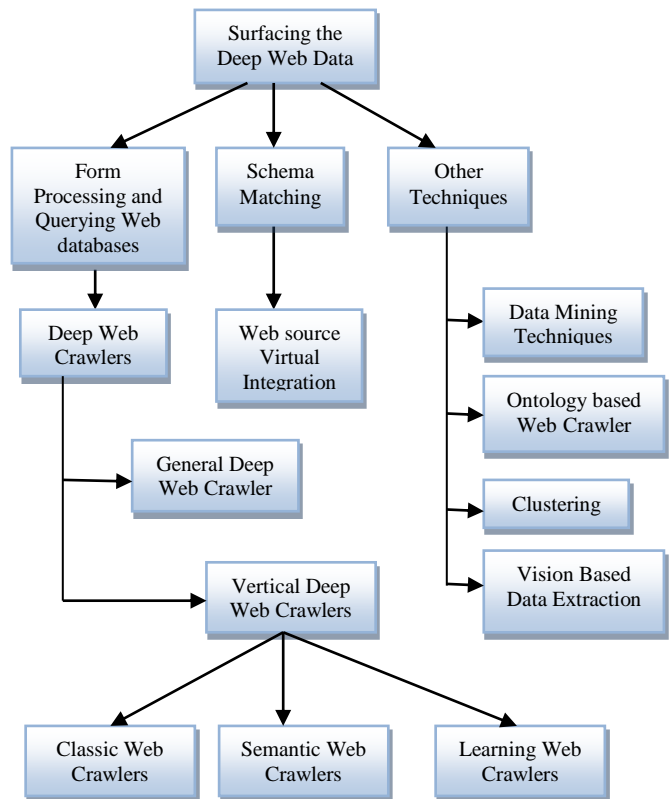 Surfacing the
Deep Web Data
Form
Processing and
Querying Web
databases
Schema
Matching
Other
Techniques
Deep Web
Crawlers
Web source
Virtual
Integration
Data Mining
Techniques
Ontology based
Web Crawler
Clustering
Vision Based
Data Extraction
General Deep
Web Crawler
Vertical Deep
Web Crawlers
Classic Web
Crawlers
Semantic Web
Crawlers
Learning Web
Crawlers